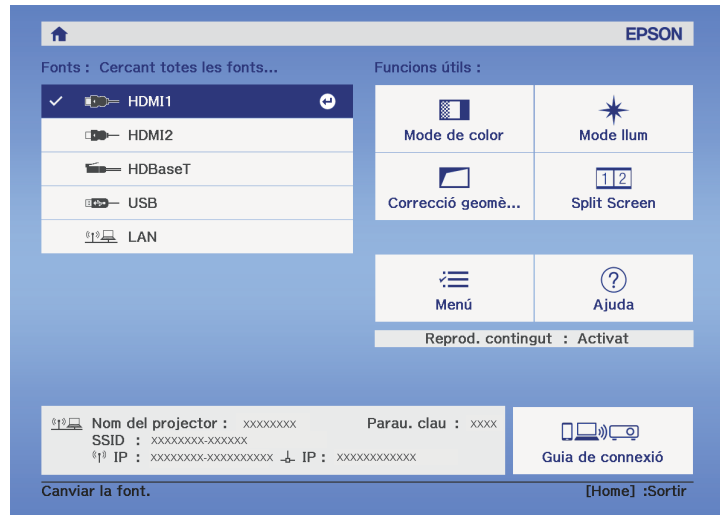 EPSON
Fonts : Cercant totes les fonts...
HDMI1
HDMI2
HDBaseT
USB
LAN
Funcions útils :
Mode de color
Mode llum
Correcció geomè...
1 2
Split Screen
Menú
? Ajuda
Reprod. contingut : Activat
Nom del projector : xxxxxxxx Parau. clau : xxxx
SSID : xxxxxxxx-xxxxxx
IP : xxxxxxxx-xxxxxxxxxx IP : xxxxxxxxxxxx
Guia de connexió
Canviar la font. [Home] :Sortir